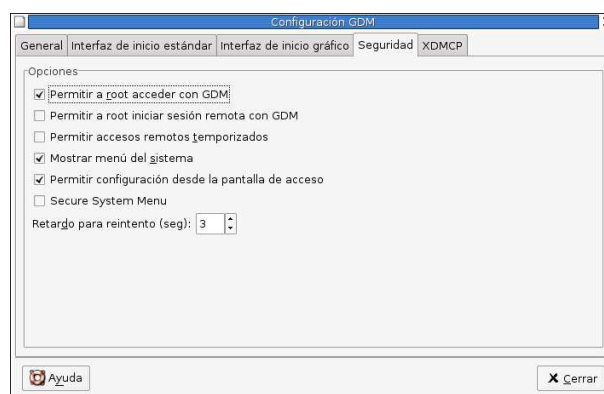 Configuración GDM
General Interfaz de inicio estándar Interfaz de inicio gráfico Seguridad XDMCP
Opciones
Permitir a root acceder con GDM
Permitir a root iniciar sesión remota con GDM
Permitir accesos remotos temporizados
Mostrar menú del sistema
Permitir configuración desde la pantalla de acceso
Secure System Menu
Retardo para reintento (seg): 3
Ayuda
Cerrar